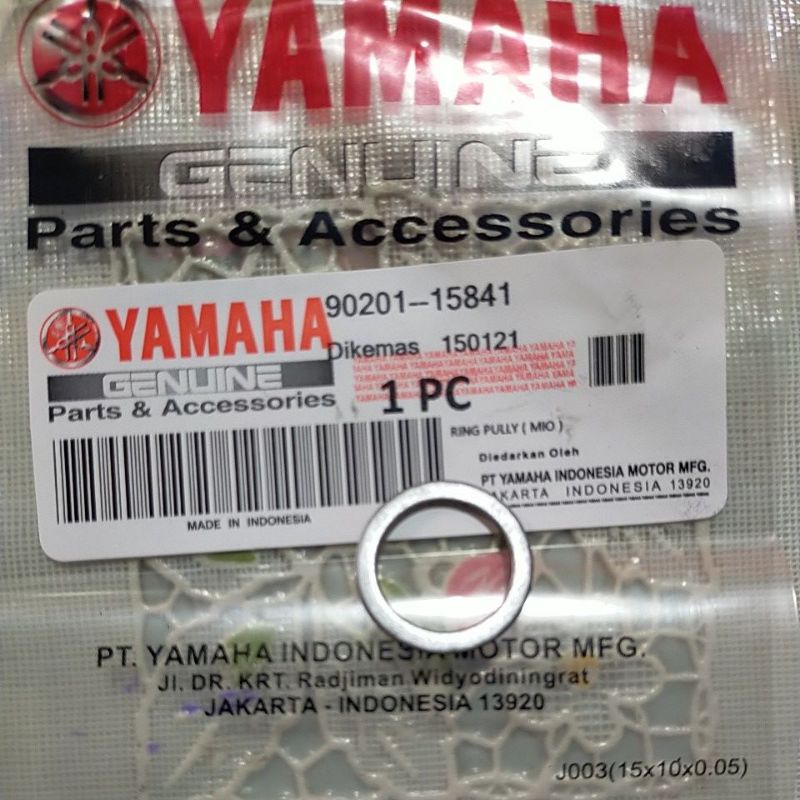 YAMAHA
GENUINE
Parts & Accessories
YAMAHA
GENUINE
Parts & Accessories
90201-15841
Dikemas 150121
1 PC
RING PULLY ( MIO )
Diedarkan Oleh
PT YAMAHA INDONESIA MOTOR MFG.
JAKARTA INDONESIA 13920
MADE IN INDONESIA
PT. YAMAHA INDONESIA MOTOR MFG.
Jl. DR. KRT. Radjiman Widyodiningrat
JAKARTA - INDONESIA 13920
J003(15x10x0.05)